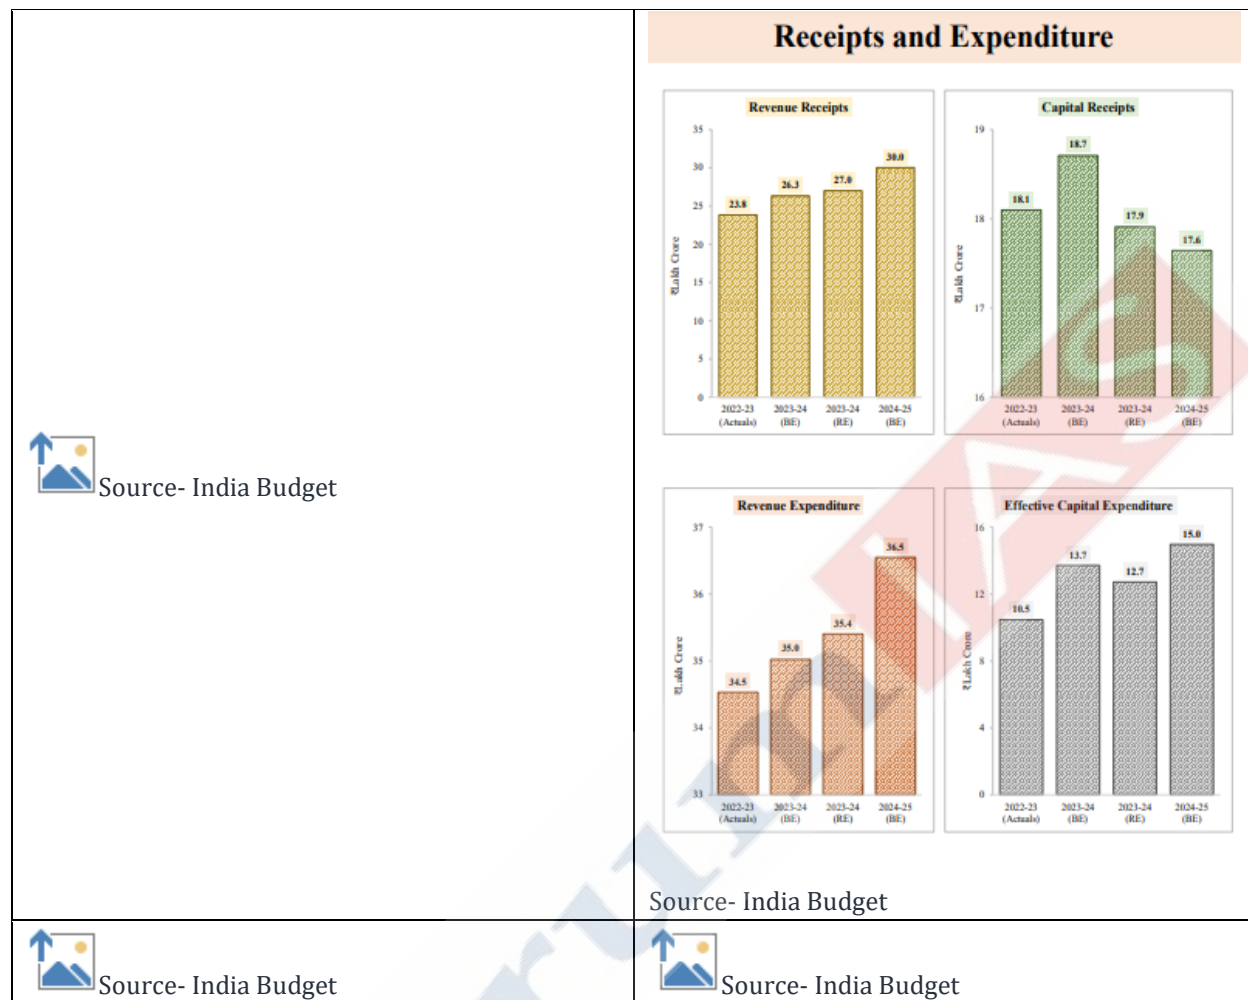 Source- India Budget
Receipts and Expenditure
Revenue Receipts
35
30
25
20
15
10
5
0
₹Lakh Crore
23.8
26.3
27.0
30.0
2022-23 2023-24 2023-24 2024-25
(Actuals) (BE) (RE) (BE)
Capital Receipts
19
18
17
16
₹Lakh Crore
18.1
18.7
17.9
17.6
2022-23 2023-24 2023-24 2024-25
(Actuals) (BE) (RE) (BE)
Revenue Expenditure
37
36
35
34
33
₹Lakh Crore
34.5
35.0
35.4
36.5
2022-23 2023-24 2023-24 2024-25
(Actuals) (BE) (RE) (BE)
Effective Capital Expenditure
16
12
8
4
0
₹Lakh Crore
10.5
13.7
12.7
15.0
2022-23 2023-24 2023-24 2024-25
(Actuals) (BE) (RE) (BE)
Source- India Budget
Source- India Budget
Source- India Budget
rum IAS